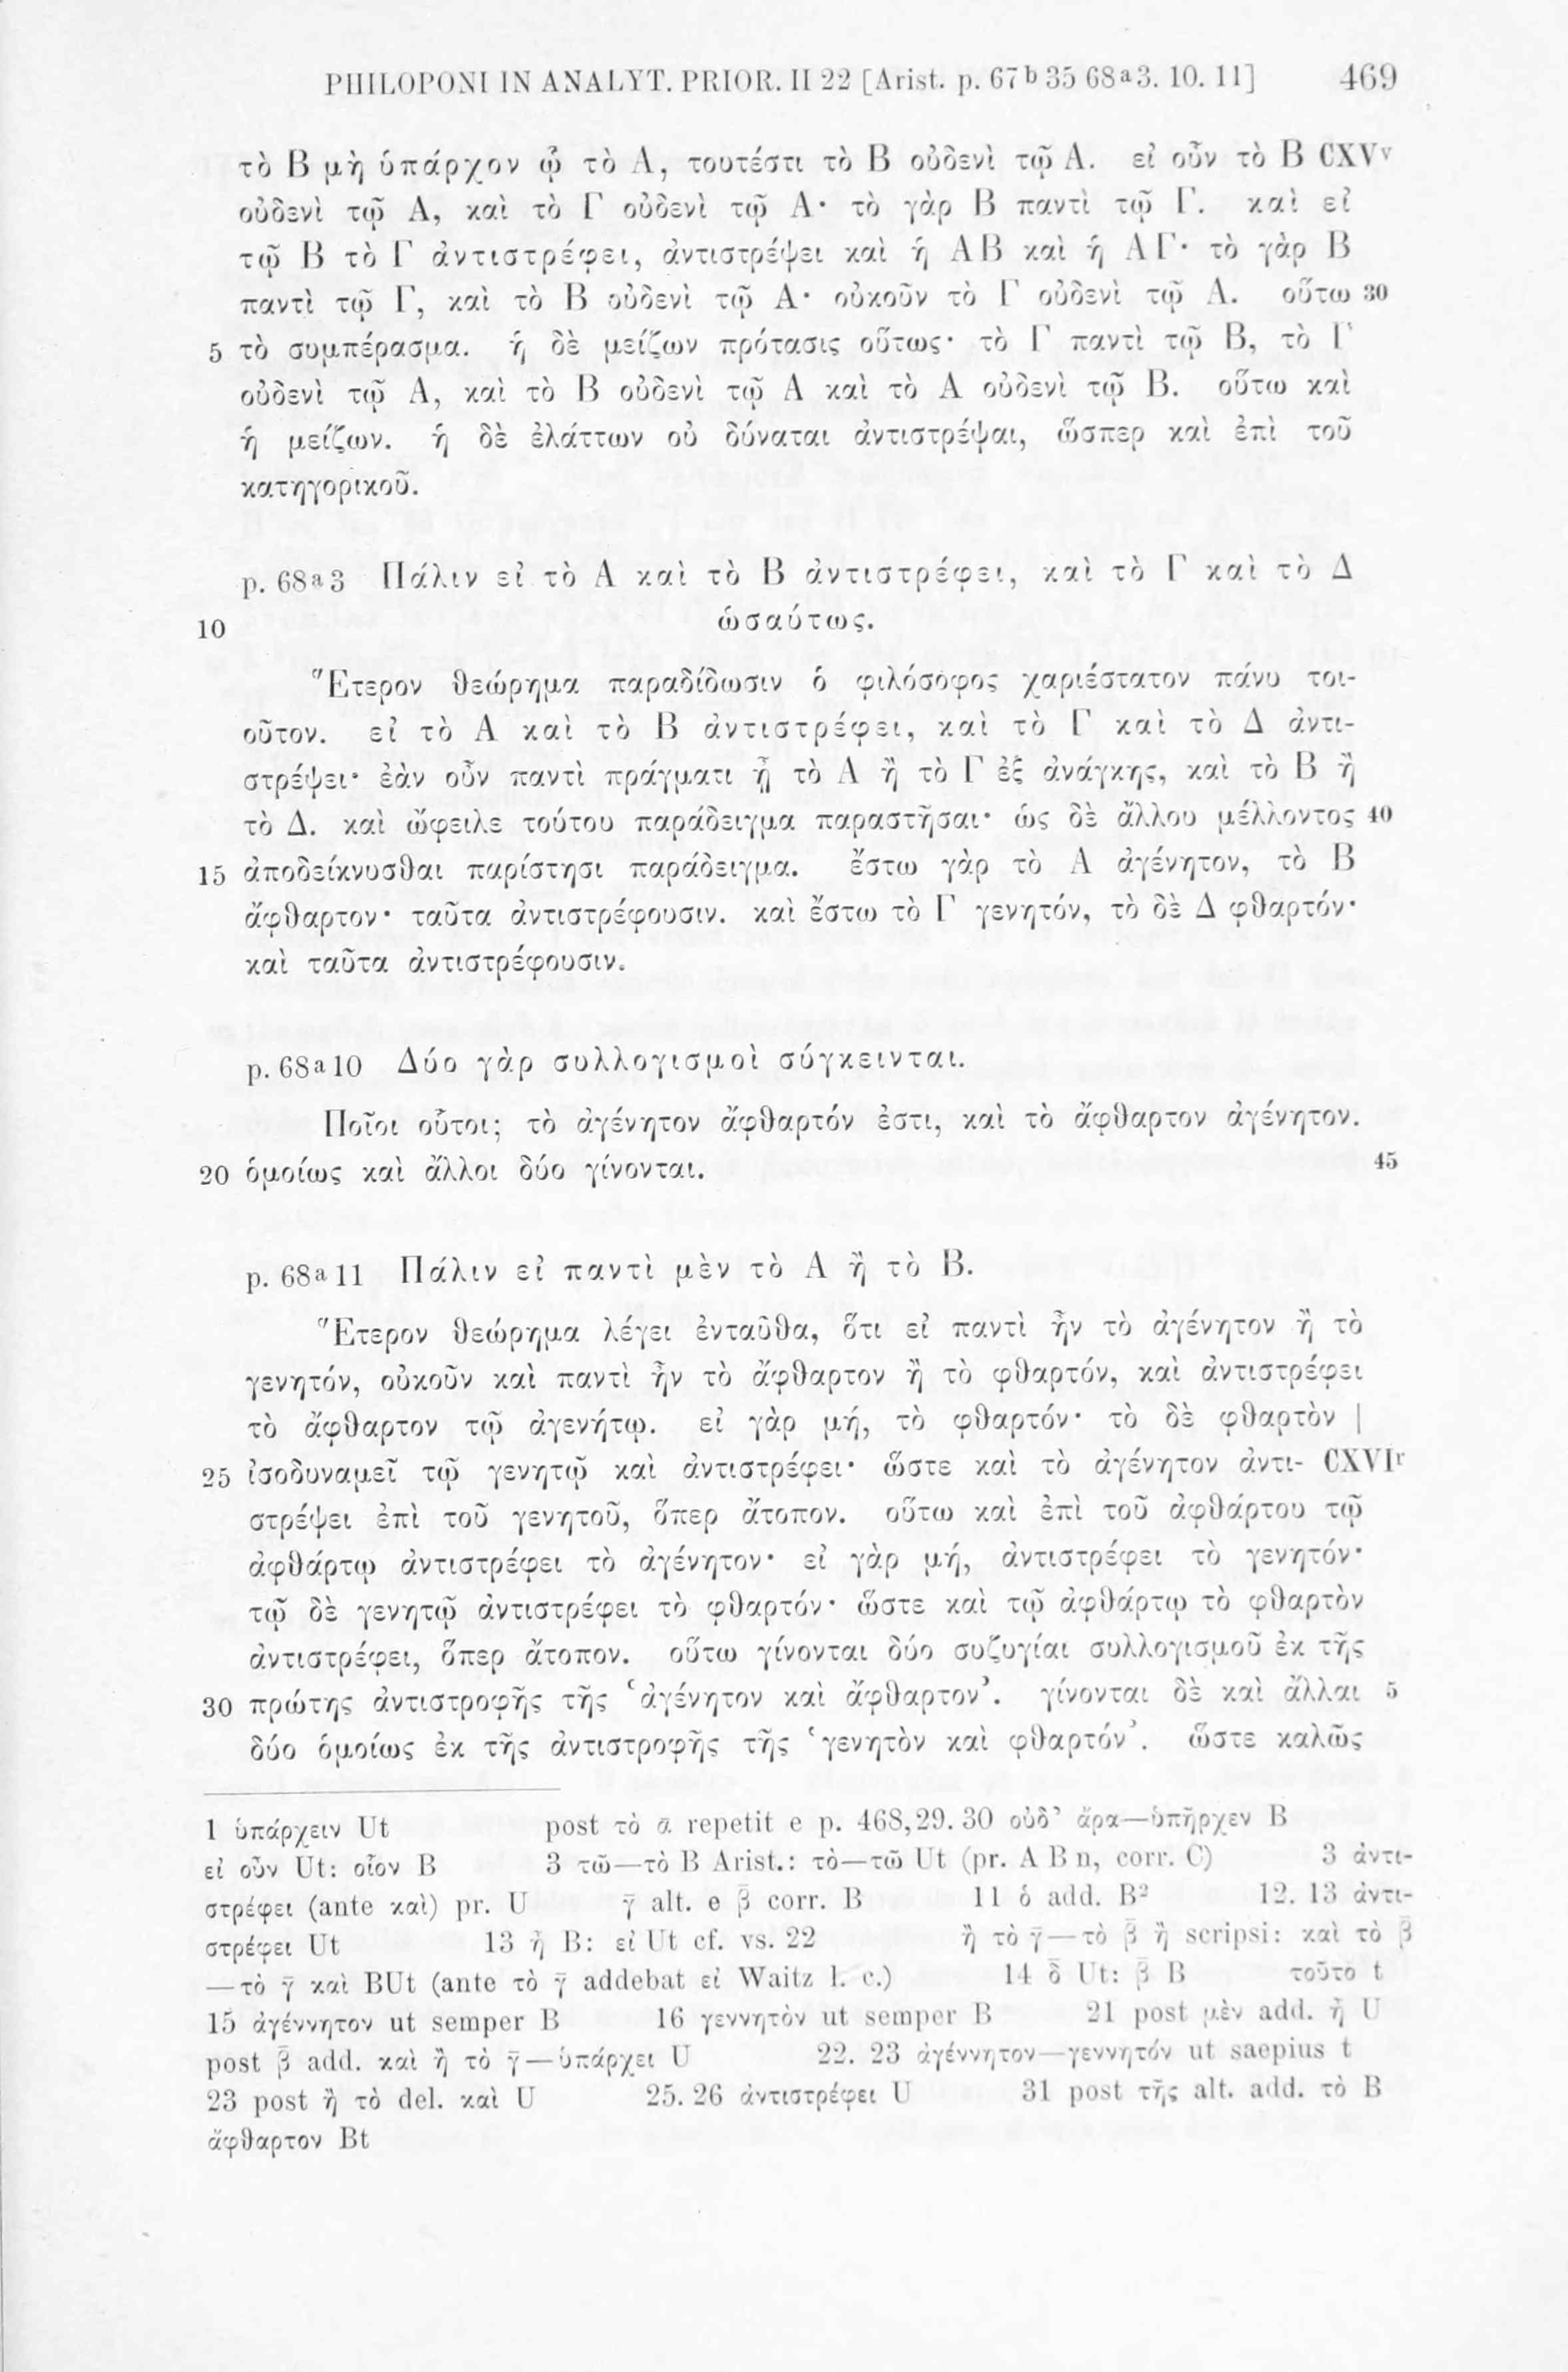 PHILOPONI IN ANALYT. PRIOR. II 22 [Arist. p. 67b 35 68a 3. 10. 11] 469
τὸ Β μὴ ὑπάρχον ᾧ τὸ Α, τουτέστι τὸ Β οὐδενὶ τῷ Α. εἰ οὖν τὸ Β CXVv
οὐδενὶ τῷ Α, καὶ τὸ Γ οὐδενὶ τῷ Α· τὸ γὰρ Β παντὶ τῷ Γ. καὶ εἰ
τῷ Β τὸ Γ ἀντιστρέφει, ἀντιστρέψει καὶ ἡ ΑΒ καὶ ἡ ΑΓ· τὸ γὰρ Β
παντὶ τῷ Γ, καὶ τὸ Β οὐδενὶ τῷ Α· οὐκοῦν τὸ Γ οὐδενὶ τῷ Α. οὕτω 30
5 τὸ συμπέρασμα. ἡ δὲ μείζων πρότασις οὕτως· τὸ Γ παντὶ τῷ Β, τὸ Γ
οὐδενὶ τῷ Α, καὶ τὸ Β οὐδενὶ τῷ Α καὶ τὸ Α οὐδενὶ τῷ Β. οὕτω καὶ
ἡ μείζων. ἡ δὲ ἐλάττων οὐ δύναται ἀντιστρέψαι, ὥσπερ καὶ ἐπὶ τοῦ
κατηγορικοῦ.
p. 68a 3 Πάλιν εἰ τὸ Α καὶ τὸ Β ἀντιστρέφει, καὶ τὸ Γ καὶ τὸ Δ
10 ὡσαύτως.
Ἕτερον θεώρημα παραδίδωσιν ὁ φιλόσοφος χαριέστατον πάνυ τοι-
οῦτον. εἰ τὸ Α καὶ τὸ Β ἀντιστρέφει, καὶ τὸ Γ καὶ τὸ Δ ἀντι-
στρέψει· ἐὰν οὖν παντὶ πράγματι ᾖ τὸ Α ἢ τὸ Γ ἐξ ἀνάγκης, καὶ τὸ Β ἢ
τὸ Δ. καὶ ὤφειλε τούτου παράδειγμα παραστῆσαι· ὡς δὲ ἄλλου μέλλοντος 40
15 ἀποδείκνυσθαι παρίστησι παράδειγμα. ἔστω γὰρ τὸ Α ἀγένητον, τὸ Β
ἄφθαρτον· ταῦτα ἀντιστρέφουσιν. καὶ ἔστω τὸ Γ γενητόν, τὸ δὲ Δ φθαρτόν·
καὶ ταῦτα ἀντιστρέφουσιν.
p. 68a 10 Δύο γὰρ συλλογισμοὶ σύγκεινται.
Ποῖοι οὗτοι; τὸ ἀγένητον ἄφθαρτόν ἐστι, καὶ τὸ ἄφθαρτον ἀγένητον.
20 ὁμοίως καὶ ἄλλοι δύο γίνονται. 45
p. 68a 11 Πάλιν εἰ παντὶ μὲν τὸ Α ἢ τὸ Β.
Ἕτερον θεώρημα λέγει ἐνταῦθα, ὅτι εἰ παντὶ ἦν τὸ ἀγένητον ἢ τὸ
γενητόν, οὐκοῦν καὶ παντὶ ἦν τὸ ἄφθαρτον ἢ τὸ φθαρτόν, καὶ ἀντιστρέφει
τὸ ἄφθαρτον τῷ ἀγενήτῳ. εἰ γὰρ μή, τὸ φθαρτόν· τὸ δὲ φθαρτὸν |
25 ἰσοδυναμεῖ τῷ γενητῷ καὶ ἀντιστρέφει· ὥστε καὶ τὸ ἀγένητον ἀντι- CXVIr
στρέψει ἐπὶ τοῦ γενητοῦ, ὅπερ ἄτοπον. οὕτω καὶ ἐπὶ τοῦ ἀφθάρτου τῷ
ἀφθάρτῳ ἀντιστρέφει τὸ ἀγένητον· εἰ γὰρ μή, ἀντιστρέφει τὸ γενητόν·
τῷ δὲ γενητῷ ἀντιστρέφει τὸ φθαρτόν· ὥστε καὶ τῷ ἀφθάρτῳ τὸ φθαρτὸν
ἀντιστρέφει, ὅπερ ἄτοπον. οὕτω γίνονται δύο συζυγίαι συλλογισμοῦ ἐκ τῆς
30 πρώτης ἀντιστροφῆς τῆς ‘ἀγένητον καὶ ἄφθαρτον’. γίνονται δὲ καὶ ἄλλαι 5
δύο ὁμοίως ἐκ τῆς ἀντιστροφῆς τῆς ‘γενητὸν καὶ φθαρτόν’. ὥστε καλῶς
1 ὑπάρχειν Ut post τὸ ᾱ repetit e p. 468,29. 30 οὐδ’ ἄρα—ὑπῆρχεν B
εἰ οὖν Ut: οἷον B 3 τῶ—τὸ B Arist.: τὸ—τῶ Ut (pr. A B n, corr. C) 3 ἀντι-
στρέφει (ante καὶ) pr. U γ̄ alt. e β̄ corr. B 11 ὁ add. B2 12. 13 ἀντι-
στρέφει Ut 13 ᾖ B: εἰ Ut cf. vs. 22 ἢ τὸ γ̄—τὸ β̄ ἢ scripsi: καὶ τὸ β̄
—τὸ γ̄ καὶ BUt (ante τὸ γ̄ addebat εἰ Waitz l. c.) 14 δ̄ Ut: β̄ B τοῦτο t
15 ἀγέννητον ut semper B 16 γεννητὸν ut semper B 21 post μὲν add. ἢ U
post β̄ add. καὶ ἢ τὸ γ̄—ὑπάρχει U 22. 23 ἀγέννητον—γεννητόν ut saepius t
23 post ἢ τὸ del. καὶ U 25. 26 ἀντιστρέφει U 31 post τῆς alt. add. τὸ B
ἄφθαρτον Bt